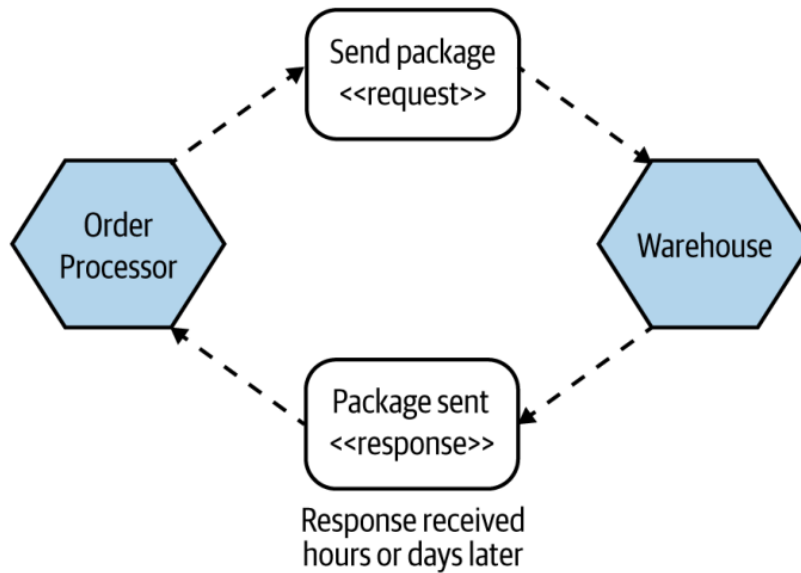 Send package
<<request>>
Order
Processor
Warehouse
Package sent
<<response>>
Response received
hours or days later